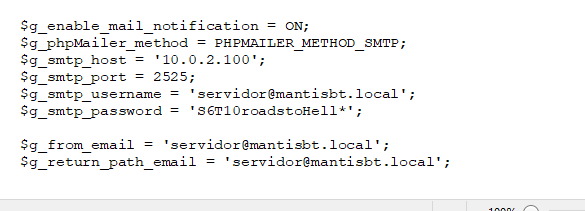 $g_enable_mail_notification = ON;
$g_phpMailer_method = PHPMAILER_METHOD_SMTP;
$g_smtp_host = '10.0.2.100';
$g_smtp_port = 2525;
$g_smtp_username = 'servidor@mantisbt.local';
$g_smtp_password = 'S6T10roadstoHell*';
$g_from_email = 'servidor@mantisbt.local';
$g_return_path_email = 'servidor@mantisbt.local';